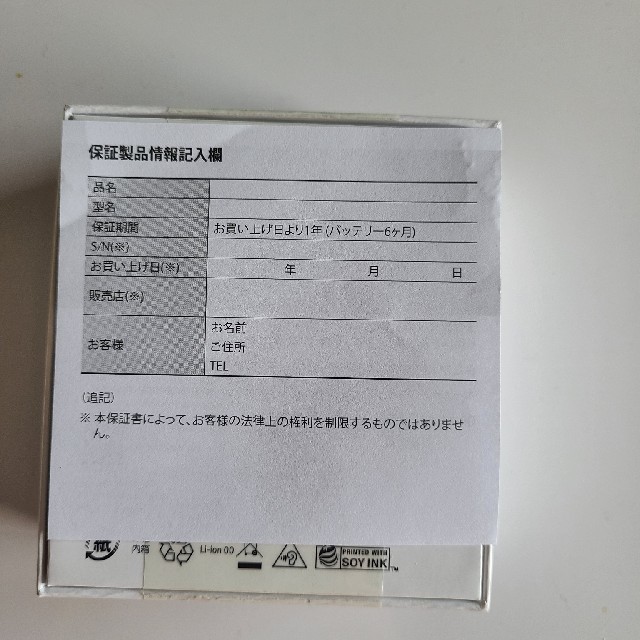 保証製品情報記入欄
品名
型名
保証期間 お買い上げ日より1年(バッテリー6ヶ月)
S/N(※)
お買い上げ日(※) 年 月 日
販売店(※)
お客様 お名前
ご住所
TEL
(追記)
※ 本保証書によって、お客様の法律上の権利を制限するものではありませ
ん。
紙 内箱 Li-ion 00 PRINTED WITH
SOY INK TM